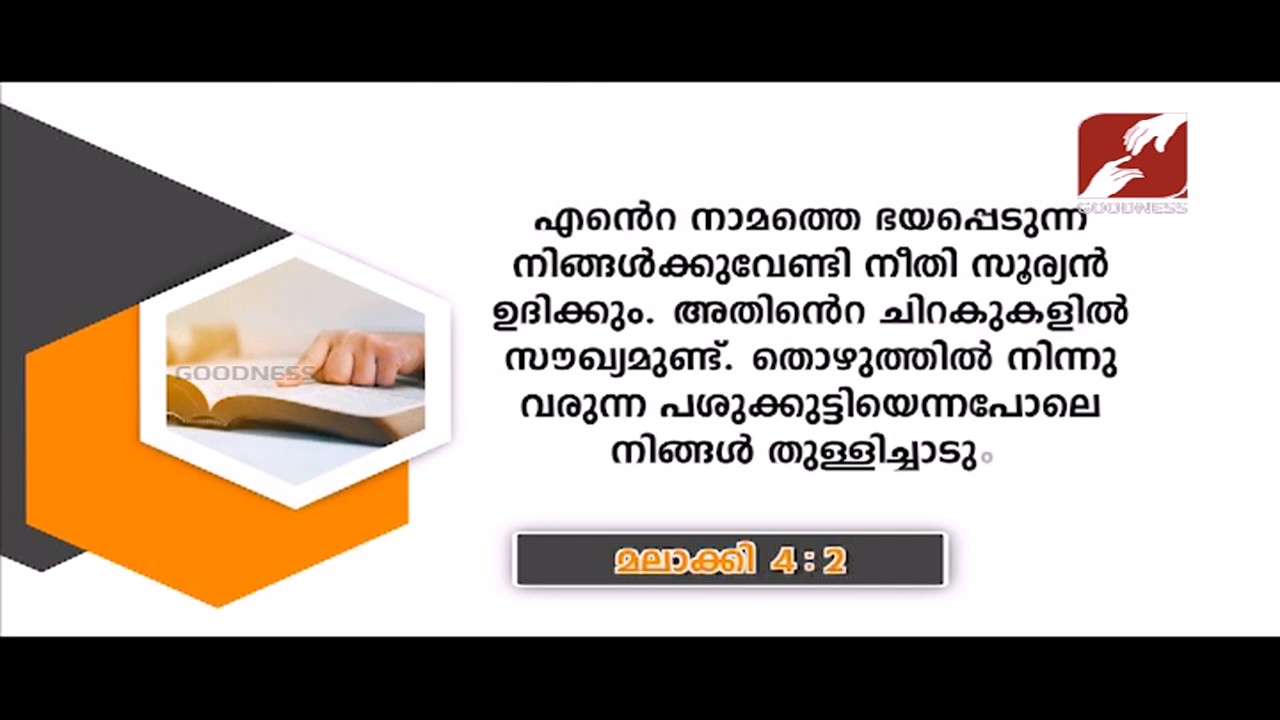 GOODNESS
എൻെറ നാമത്തെ ഭയപ്പെടുന്ന
നിങ്ങൾക്കുവേണ്ടി നീതി സൂര്യൻ
ഉദിക്കും. അതിൻെറ ചിറകുകളിൽ
സൗഖ്യമുണ്ട്. തൊഴുത്തിൽ നിന്നു
വരുന്ന പശുക്കുട്ടിയെന്നപോലെ
നിങ്ങൾ തുള്ളിച്ചാടും
GOODNESS
മലാക്കി 4:2